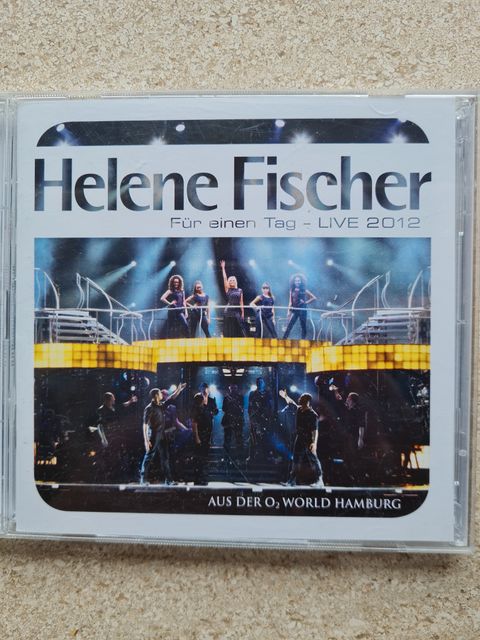 Helene Fischer
Für einen Tag - LIVE 2012
AUS DER O₂ WORLD HAMBURG